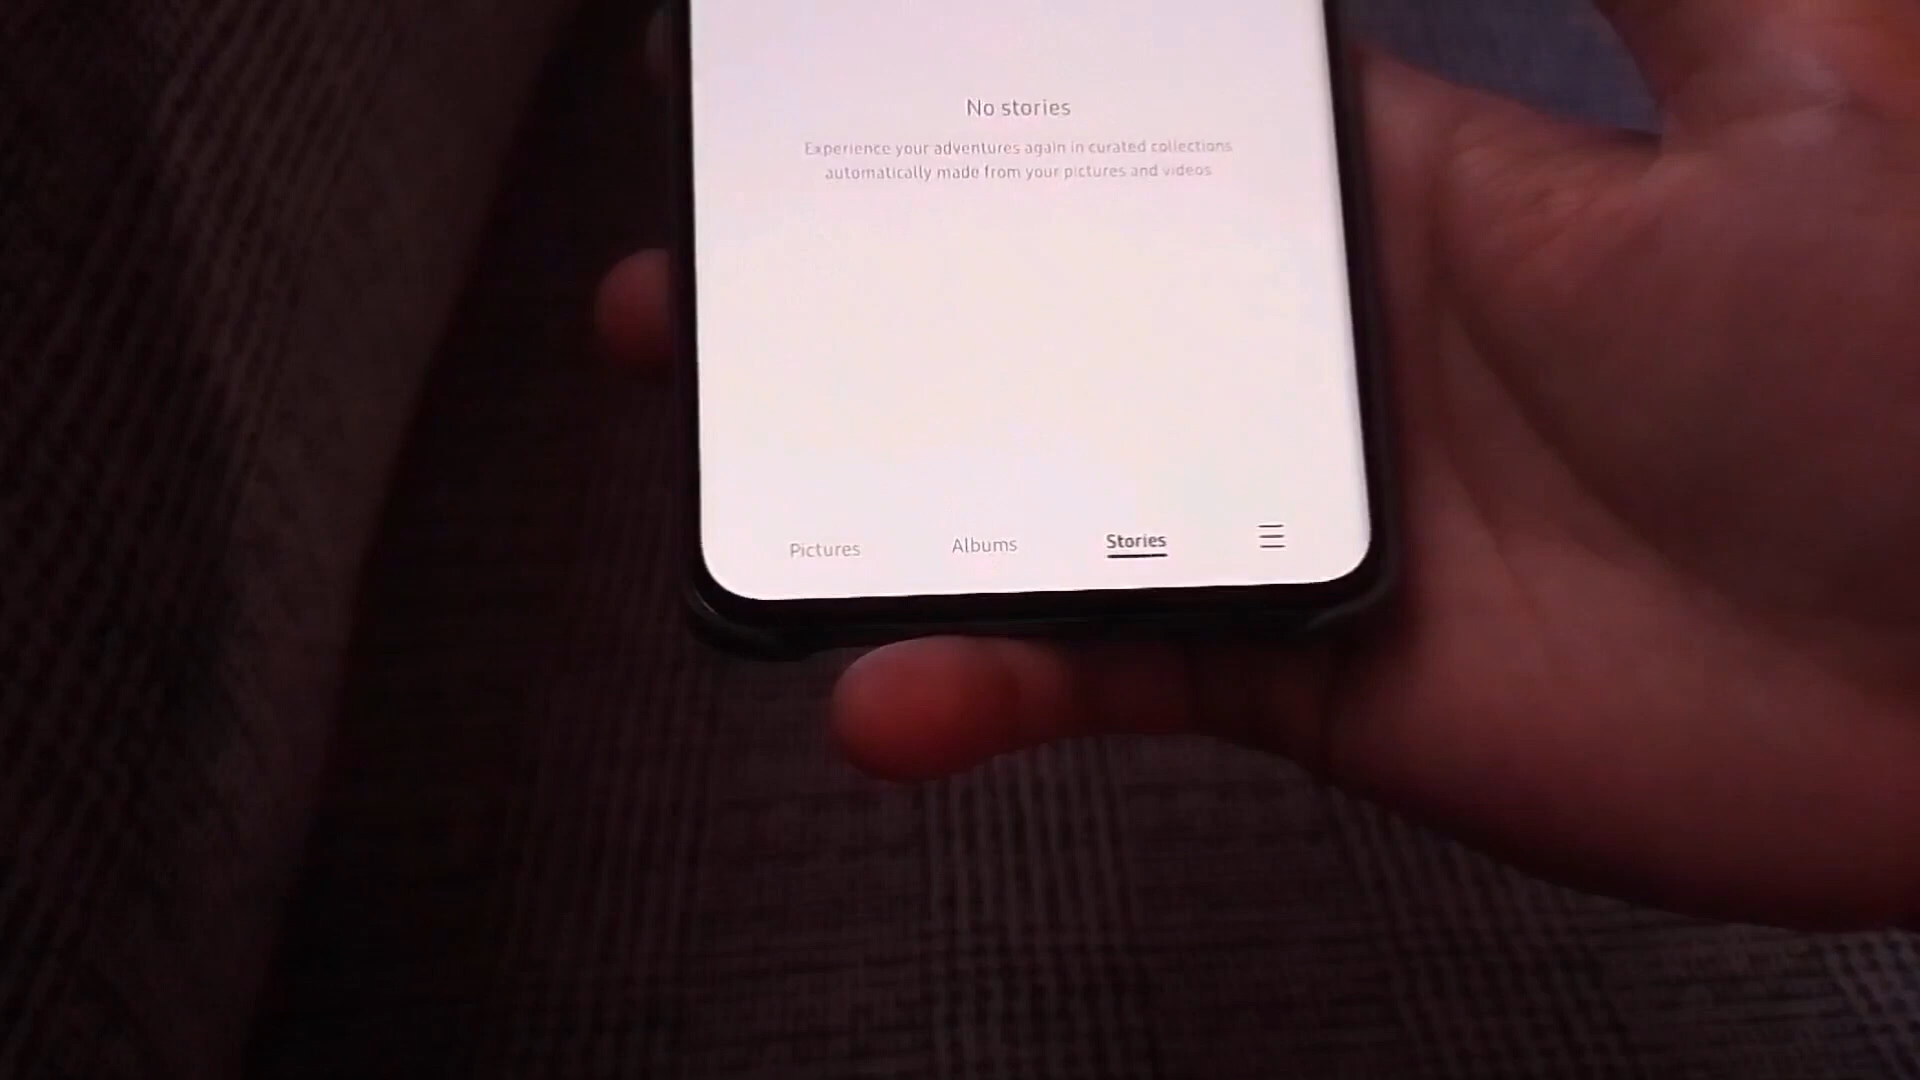 No stories
Experience your adventures again in curated collections
automatically made from your pictures and videos.
Pictures
Albums
Stories